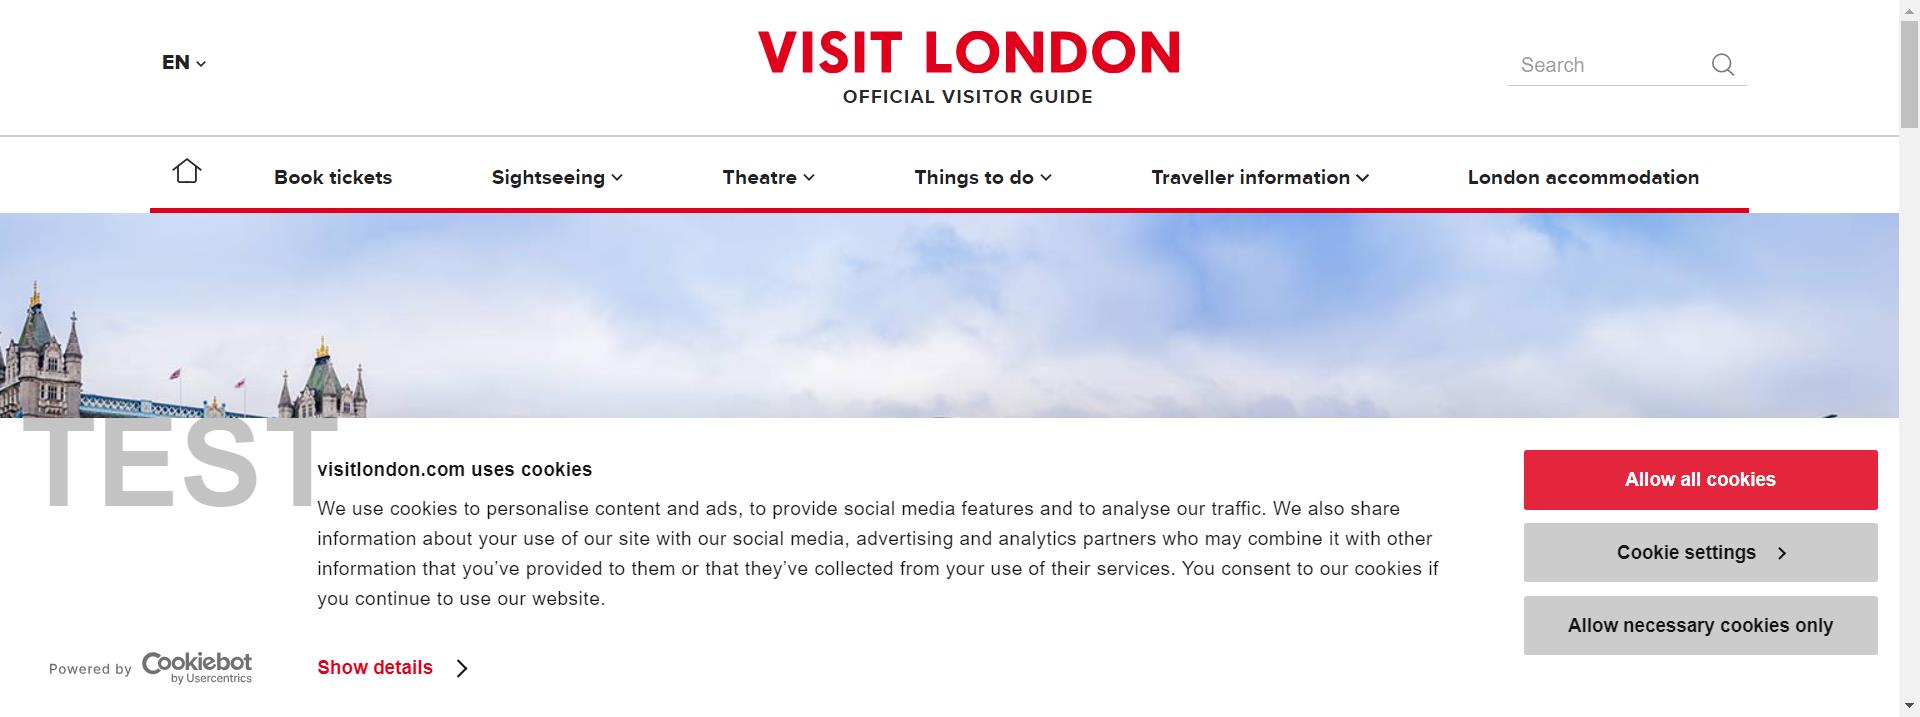 EN
VISIT LONDON
OFFICIAL VISITOR GUIDE
Search
Book tickets
Sightseeing
Theatre
Things to do
Traveller information
London accommodation
TEST
visitlondon.com uses cookies
We use cookies to personalise content and ads, to provide social media features and to analyse our traffic. We also share
information about your use of our site with our social media, advertising and analytics partners who may combine it with other
information that you’ve provided to them or that they’ve collected from your use of their services. You consent to our cookies if
you continue to use our website.
Show details
Allow all cookies
Cookie settings
Allow necessary cookies only
Powered by Cookiebot
by Usercentrics